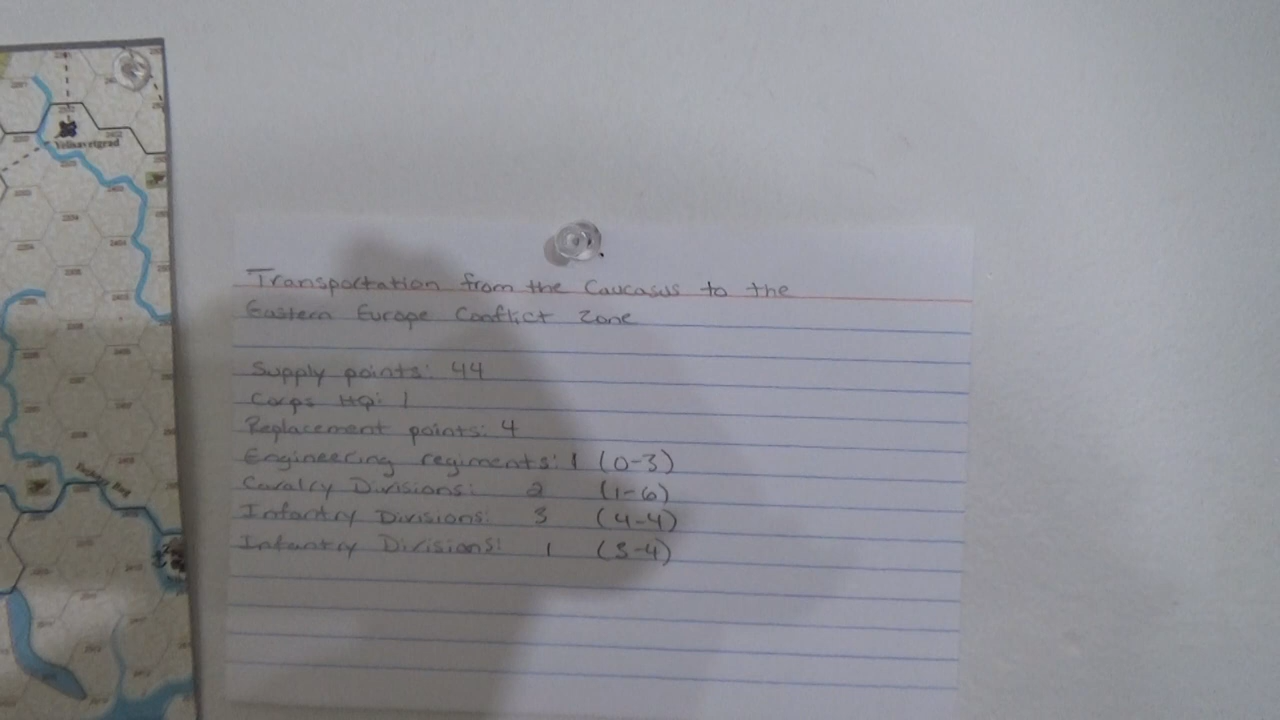 Yelisavetgrad
Transportation from the Caucasus to the
Eastern Europe Conflict Zone
Supply points: 44
Corps HQ: 1
Replacement points: 4
Engineering regiments: 1 (0-3)
Cavalry Divisions: 2 (1-6)
Infantry Divisions: 3 (4-4)
Infantry Divisions: 1 (3-4)